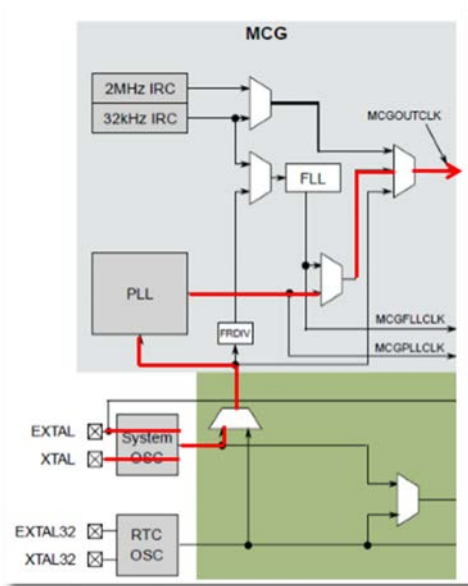 MCG
2MHz IRC
32kHz IRC
MCGOUTCLK
FLL
PLL
FRDIV
MCGFLLCLK
MCGPLLCLK
EXTAL
System
OSC
XTAL
EXTAL32
RTC
OSC
XTAL32